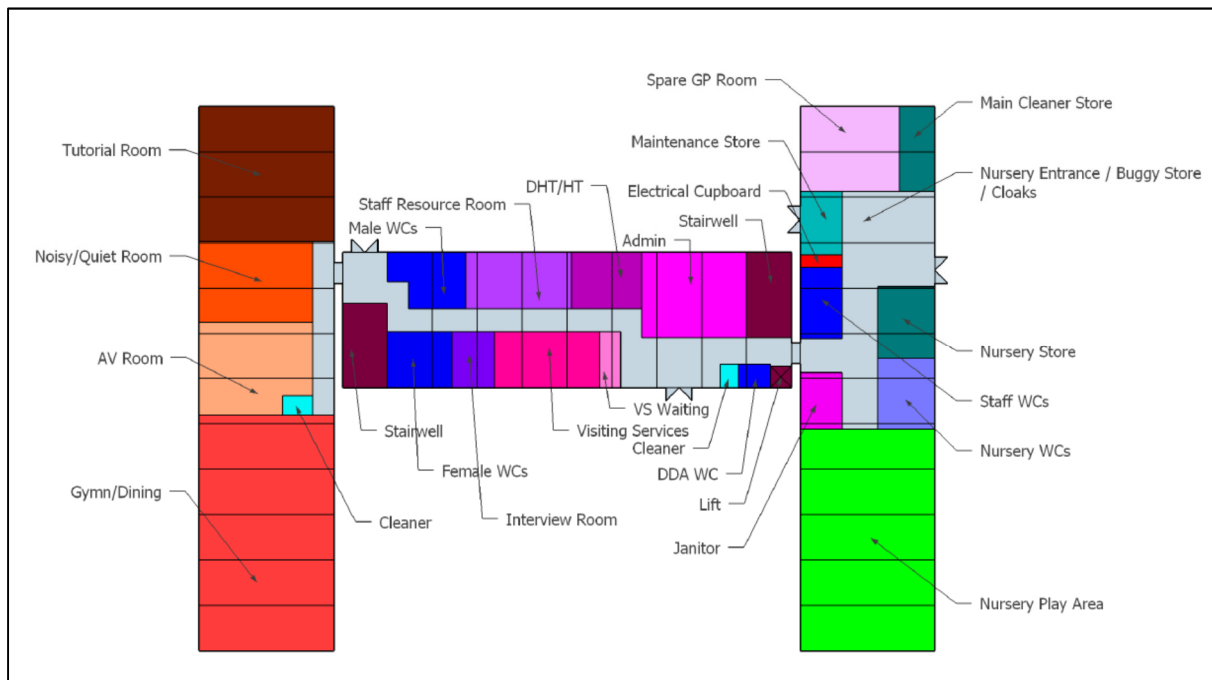 Spare GP Room
Main Cleaner Store
Tutorial Room
Maintenance Store
Nursery Entrance / Buggy Store
/ Cloaks
DHT/HT
Electrical Cupboard
Staff Resource Room
Stairwell
Male WCs
Admin
Noisy/Quiet Room
AV Room
Nursery Store
Staff WCs
VS Waiting
Stairwell
Visiting Services
Cleaner
Nursery WCs
Female WCs
DDA WC
Gymn/Dining
Lift
Cleaner
Interview Room
Janitor
Nursery Play Area